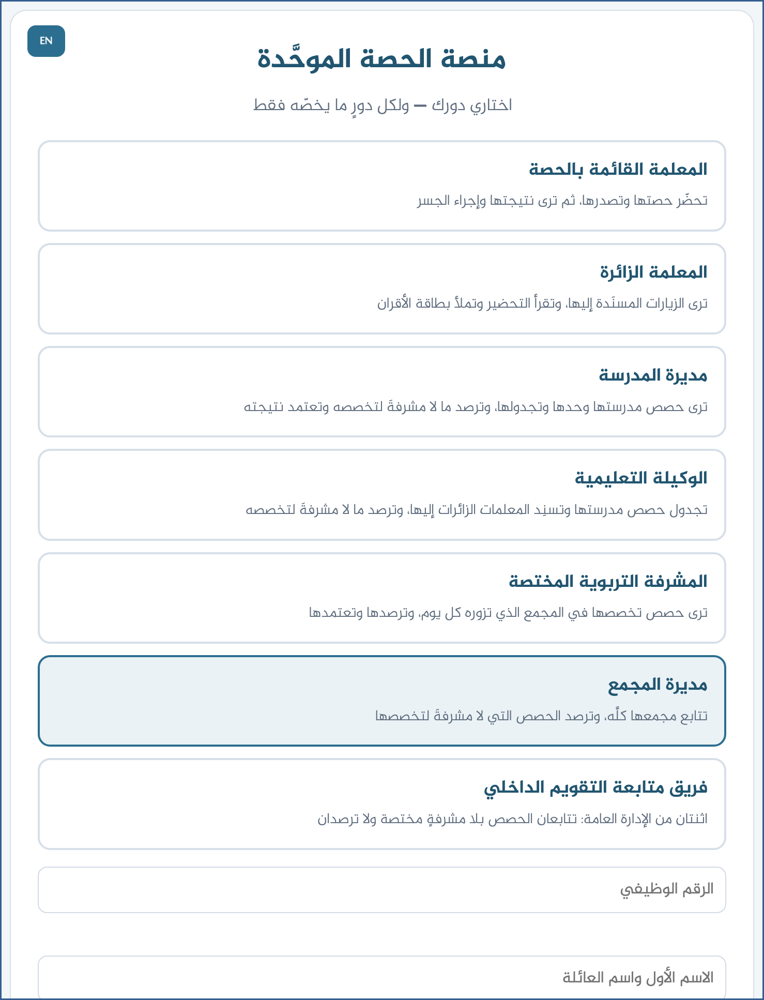 EN
منصة الحصة الموحَّدة
اختاري دورك — ولكل دورٍ ما يخصّه فقط
المعلمة القائمة بالحصة
تحضّر حصتها وتصدرها، ثم ترى نتيجتها وإجراء الجسر
المعلمة الزائرة
ترى الزيارات المسنَدة إليها، وتقرأ التحضير وتملأ بطاقة الأقران
مديرة المدرسة
ترى حصص مدرستها وحدها وتجدولها، وترصد ما لا مشرفةَ لتخصصه وتعتمد نتيجته
الوكيلة التعليمية
تجدول حصص مدرستها وتسنِد المعلمات الزائرات إليها، وترصد ما لا مشرفةَ لتخصصه
المشرفة التربوية المختصة
ترى حصص تخصصها في المجمع الذي تزوره كل يوم، وترصدها وتعتمدها
مديرة المجمع
تتابع مجمعها كلَّه، وترصد الحصص التي لا مشرفةَ لتخصصها
فريق متابعة التقويم الداخلي
اثنتان من الإدارة العامة: تتابعان الحصص بلا مشرفةٍ مختصة ولا ترصدان
الرقم الوظيفي
الاسم الأول واسم العائلة